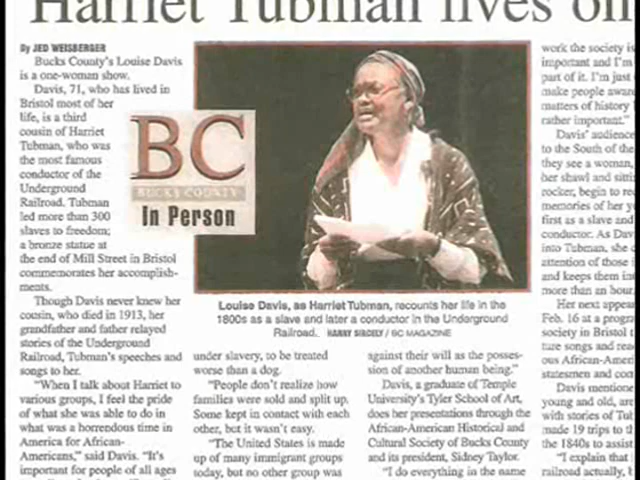 Harriet Tubman lives on
By JED WEISBERGER
Bucks County's Louise Davis
is a one-woman show.
Davis, 71, who has lived in
Bristol most of her
life, is a third
cousin of Harriet
Tubman, who was
the most famous
conductor of the
Underground
Railroad. Tubman
led more than 300
slaves to freedom;
a bronze statue at
the end of Mill Street in Bristol
commemorates her accomplish-
ments.
Though Davis never knew her
cousin, who died in 1913, her
grandfather and father relayed
stories of the Underground
Railroad, Tubman's speeches and
songs to her.
"When I talk about Harriet to
various groups, I feel the pride
of what she was able to do in
what was a horrendous time in
America for African-
Americans," said Davis. "It's
important for people of all ages
BC
BUCKS COUNTY
In Person
Louise Davis, as Harriet Tubman, recounts her life in the
1800s as a slave and later a conductor in the Underground
Railroad. HARRY SIRCELY / BC MAGAZINE
under slavery, to be treated
worse than a dog.
"People don't realize how
families were sold and split up.
Some kept in contact with each
other, but it wasn't easy.
"The United States is made
up of many immigrant groups
today, but no other group was
against their will as the posses-
sion of another human being."
Davis, a graduate of Temple
University's Tyler School of Art,
does her presentations through the
African-American Historical and
Cultural Society of Bucks County
and its president, Sidney Taylor.
"I do everything in the name
work the society is
important and I'm
part of it. I'm just
make people aware
matters of history
rather important."
Davis' audience
to the South of the
they see a woman,
her shawl and sitti
rocker, begin to re
memories of her y
first as a slave and
conductor. As Dav
into Tubman, she
attention of those
and keeps them in
more than an hour.
Her next appea
Feb. 16 at a progra
society in Bristol
ture songs and rea
ous African-Ameri
statesmen and con
Davis mentione
young and old, are
with stories of Tub
made 19 trips to th
the 1840s to assist
"I explain that
railroad actually,